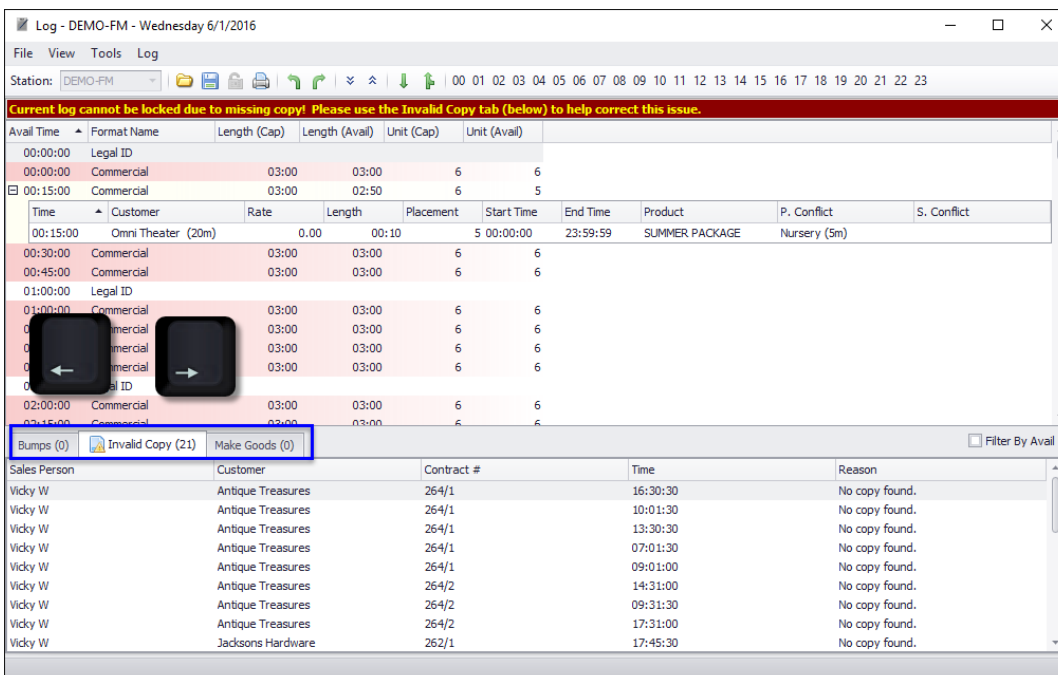 Log - DEMO-FM - Wednesday 6/1/2016
File View Tools Log
Station: DEMO-FM 00 01 02 03 04 05 06 07 08 09 10 11 12 13 14 15 16 17 18 19 20 21 22 23
Current log cannot be locked due to missing copy! Please use the Invalid Copy tab (below) to help correct this issue.
Avail Time Format Name Length (Cap) Length (Avail) Unit (Cap) Unit (Avail)
00:00:00 Legal ID
00:00:00 Commercial 03:00 03:00 6 6
00:15:00 Commercial 03:00 02:50 6 5
Time Customer Rate Length Placement Start Time End Time Product P. Conflict S. Conflict
00:15:00 Omni Theater (20m) 0.00 00:10 5 00:00:00 23:59:59 SUMMER PACKAGE Nursery (5m)
00:30:00 Commercial 03:00 03:00 6 6
00:45:00 Commercial 03:00 03:00 6 6
01:00:00 Legal ID
01:00:00 Commercial 03:00 03:00 6 6
03:00 03:00 6 6
03:00 03:00 6 6
03:00 03:00 6 6
ID
02:00:00 Commercial 03:00 03:00 6 6
02:15:00 Commercial 03:00 03:00 6 6
Bumps (0) Invalid Copy (21) Make Goods (0) Filter By Avail
Sales Person Customer Contract # Time Reason
Vicky W Antique Treasures 264/1 16:30:30 No copy found.
Vicky W Antique Treasures 264/1 10:01:30 No copy found.
Vicky W Antique Treasures 264/1 13:30:30 No copy found.
Vicky W Antique Treasures 264/1 07:01:30 No copy found.
Vicky W Antique Treasures 264/1 09:01:00 No copy found.
Vicky W Antique Treasures 264/2 14:31:00 No copy found.
Vicky W Antique Treasures 264/2 09:31:30 No copy found.
Vicky W Antique Treasures 264/2 17:31:00 No copy found.
Vicky W Jacksons Hardware 262/1 17:45:30 No copy found.